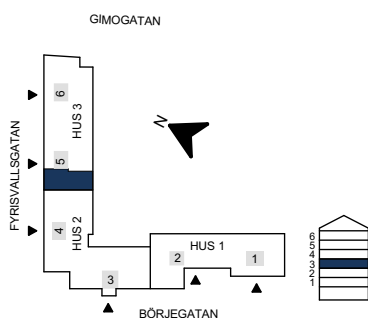 GIMOGATAN
N
6
HUS 3
5
FYRISVALLSGATAN
4
HUS 2
3
HUS 1
2
1
BÖRJEGATAN
6
5
4
3
2
1